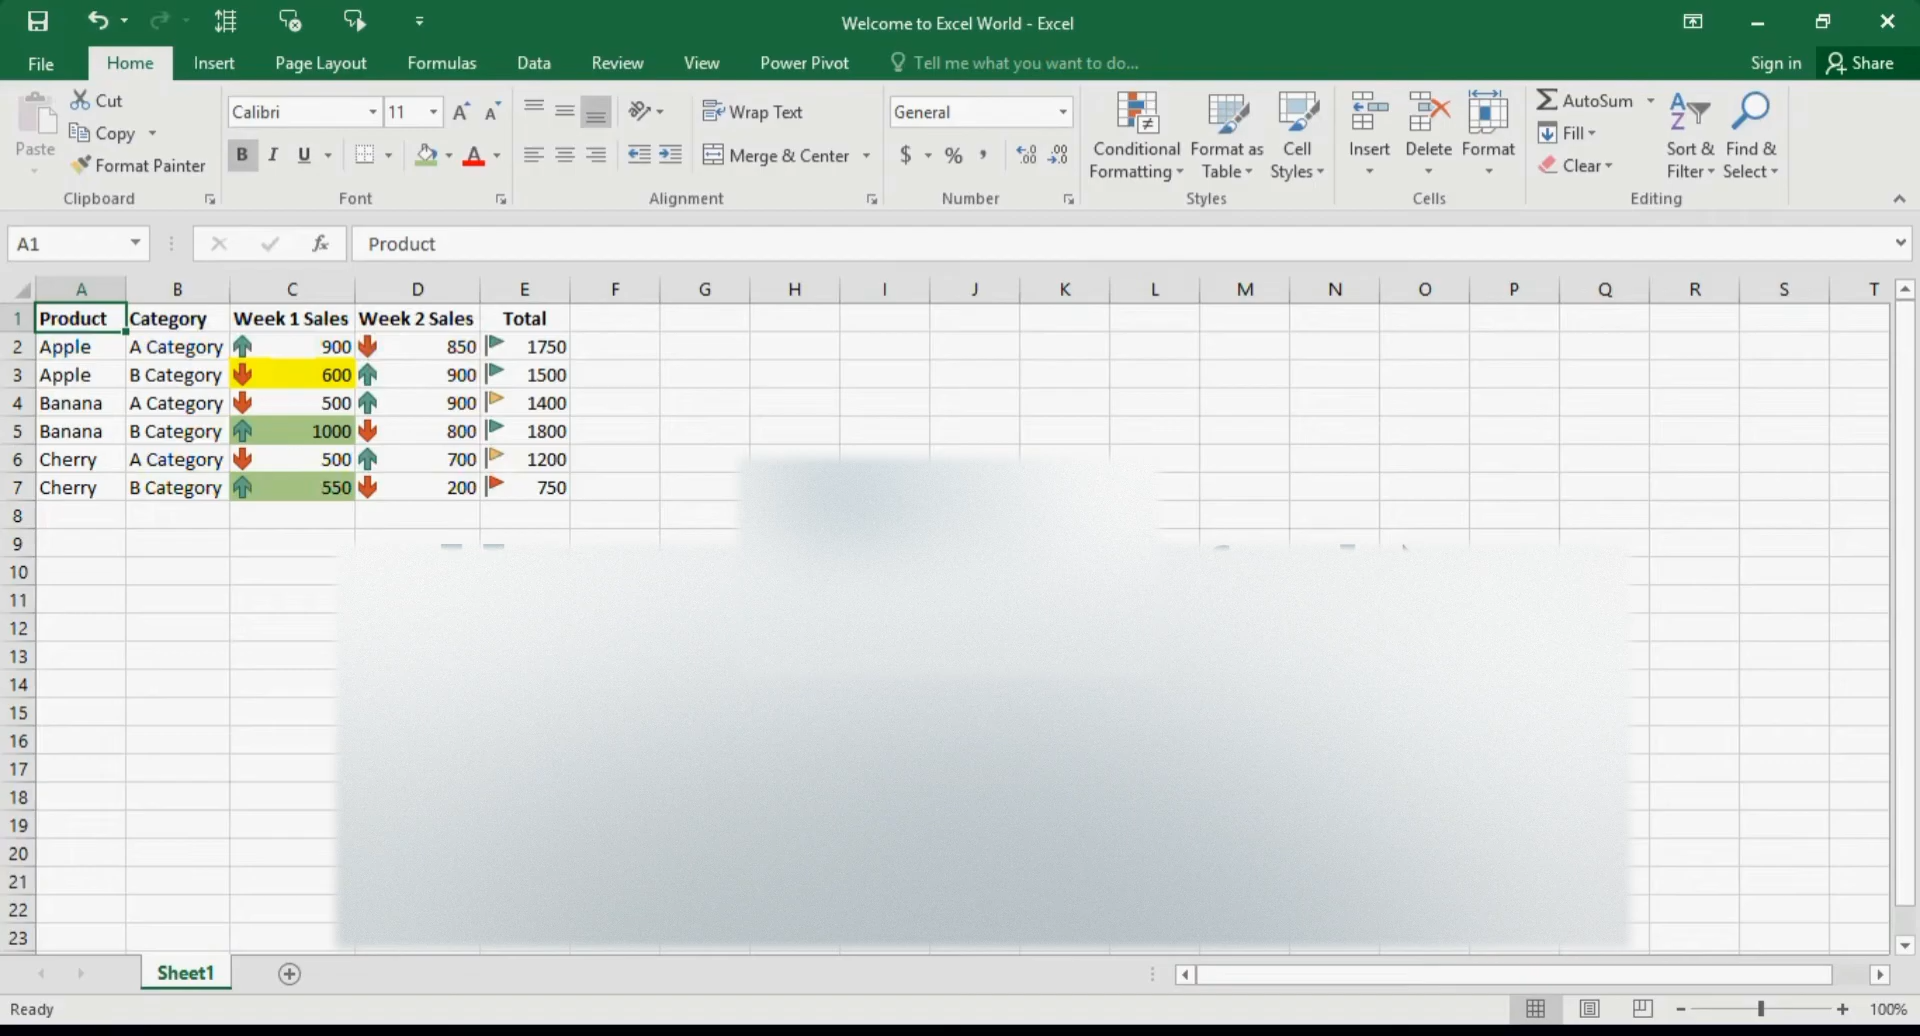 Welcome to Excel World - Excel
File Home Insert Page Layout Formulas Data Review View Power Pivot Tell me what you want to do... Sign in Share
Paste
Cut
Copy
Format Painter
Clipboard
Calibri 11
B I U A
Font
Wrap Text
Merge & Center
Alignment
General
$ % ,
Number
Conditional Formatting
Format as Table
Cell Styles
Styles
Insert Delete Format
Cells
AutoSum
Fill
Clear
Sort & Filter
Find & Select
Editing
A1 fx Product
A B C D E F G H I J K L M N O P Q R S T
1 Product Category Week 1 Sales Week 2 Sales Total
2 Apple A Category 900 850 1750
3 Apple B Category 600 900 1500
4 Banana A Category 500 900 1400
5 Banana B Category 1000 800 1800
6 Cherry A Category 500 700 1200
7 Cherry B Category 550 200 750
8
9
10
11
12
13
14
15
16
17
18
19
20
21
22
23
Sheet1
Ready 100%